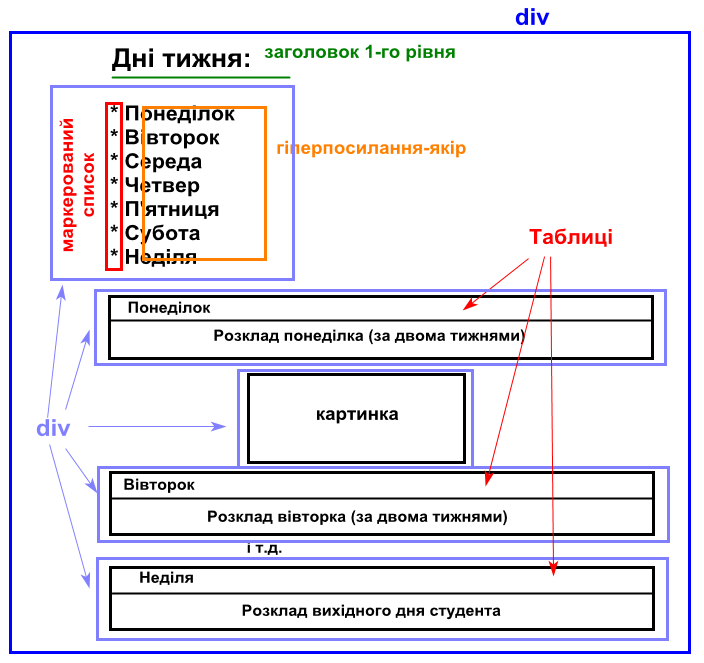 div
Дні тижня:
заголовок 1-го рівня
маркерований
список
* Понеділок
* Вівторок
* Середа
* Четвер
* П'ятниця
* Субота
* Неділя
гіперпосилання-якір
Таблиці
Понеділок
Розклад понеділка (за двома тижнями)
картинка
div
Вівторок
Розклад вівторка (за двома тижнями)
і т.д.
Неділя
Розклад вихідного дня студента